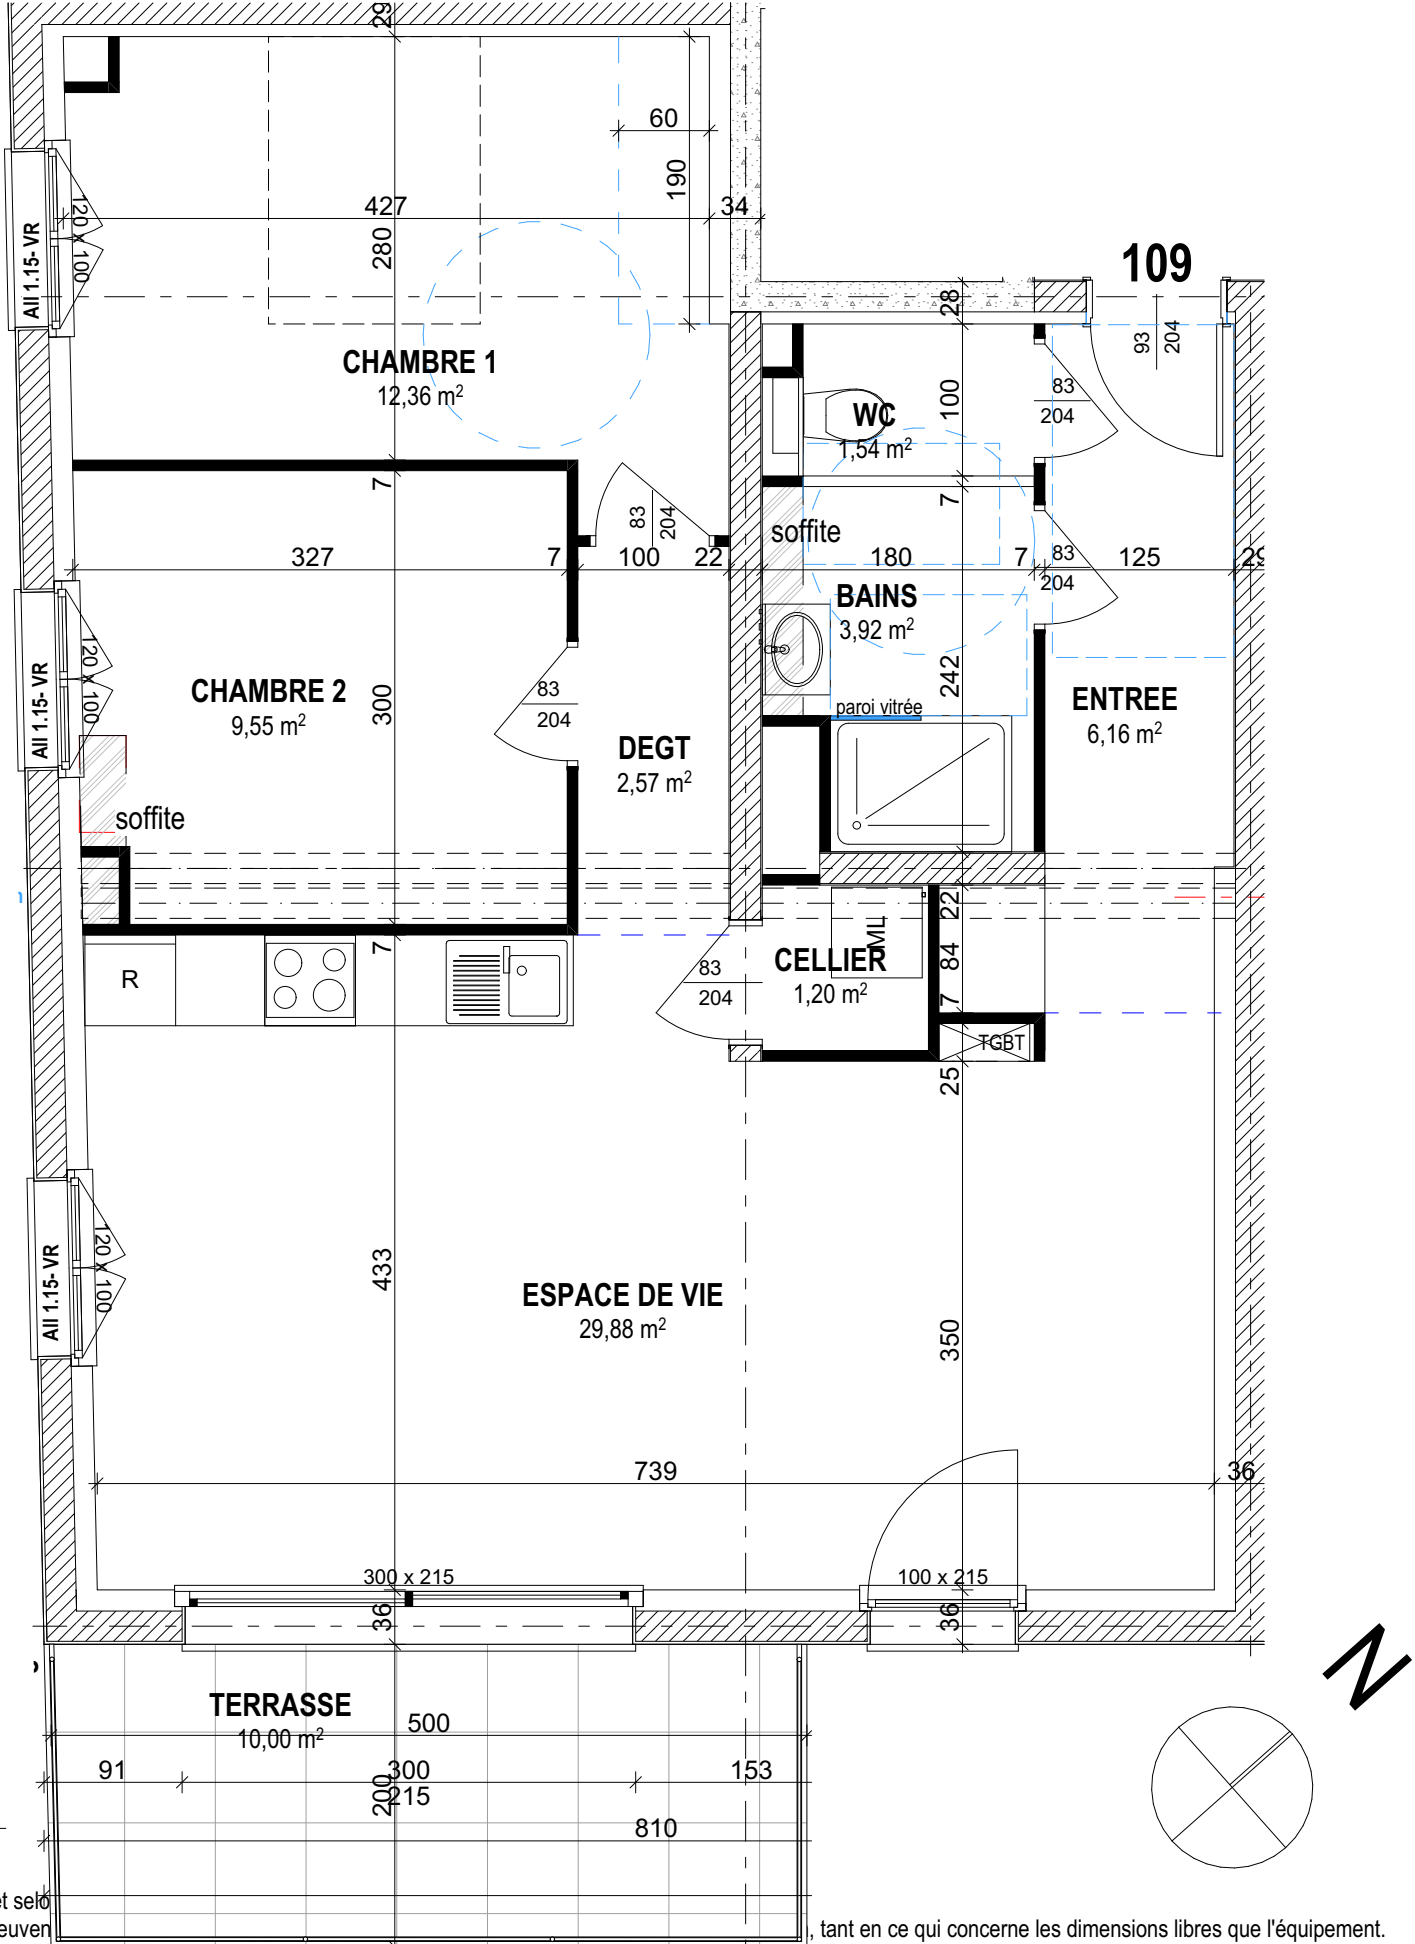 29
60
190
427
34
280
120 x 100
All 1.15- VR
109
28
93
204
CHAMBRE 1
12,36 m²
WC
1,54 m²
100
83
204
7
83
204
7
soffite
327
7
100
22
180
7
83
204
125
29
BAINS
3,92 m²
120 x 100
All 1.15- VR
CHAMBRE 2
9,55 m²
300
83
204
242
paroi vitrée
ENTREE
6,16 m²
DEGT
2,57 m²
soffite
22
ML
7
R
83
204
CELLIER
1,20 m²
84
7
TGBT
25
120 x 100
All 1.15- VR
433
ESPACE DE VIE
29,88 m²
350
739
36
300 x 215
100 x 215
36
36
N
TERRASSE
10,00 m²
500
91
300
153
200
215
810
et selo
euven
, tant en ce qui concerne les dimensions libres que l'équipement.